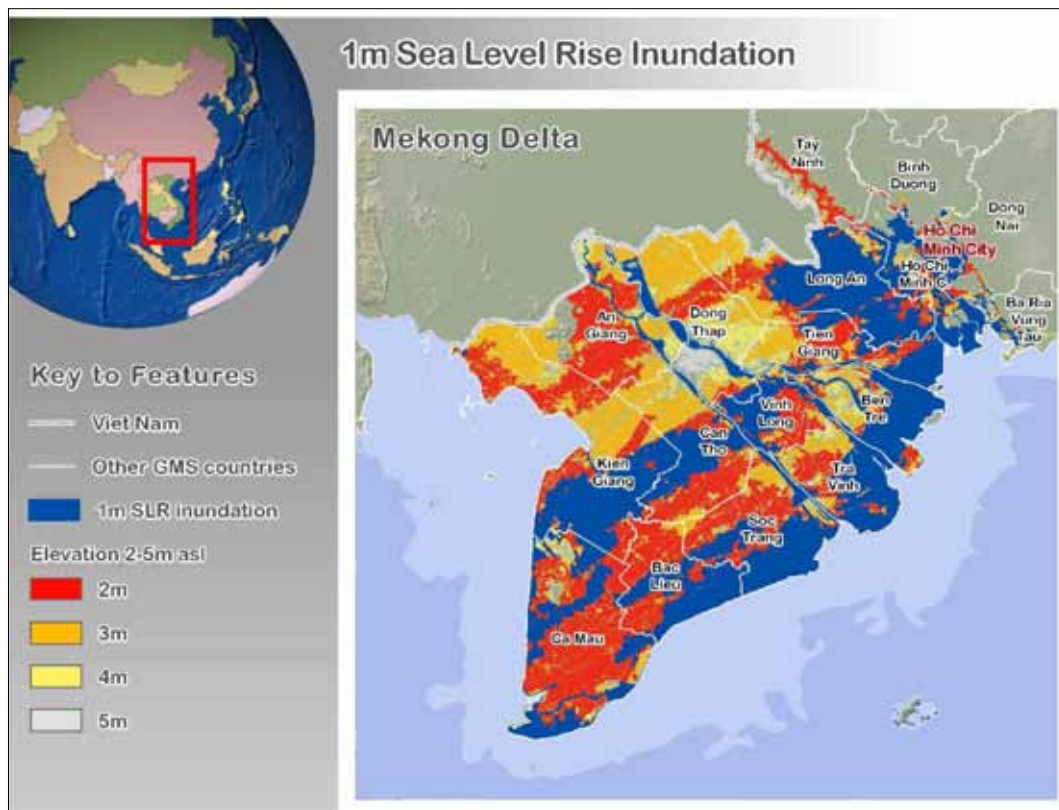 1m Sea Level Rise Inundation
Mekong Delta
Tay
Ninh
Binh
Duong
Dong
Nai
Ho Chi
Minh City
Ho Chi
Minh C
Long An
Ba Ria
Vung
Tau
An
Giang
Dong
Thap
Tien
Giang
Ben
Tre
Vinh
Long
Can
Tho
Kien
Giang
Tra
Vinh
Soc
Trang
Bac
Lieu
Ca Mau
Key to Features
Viet Nam
Other GMS countries
1m SLR inundation
Elevation 2-5m asl
2m
3m
4m
5m